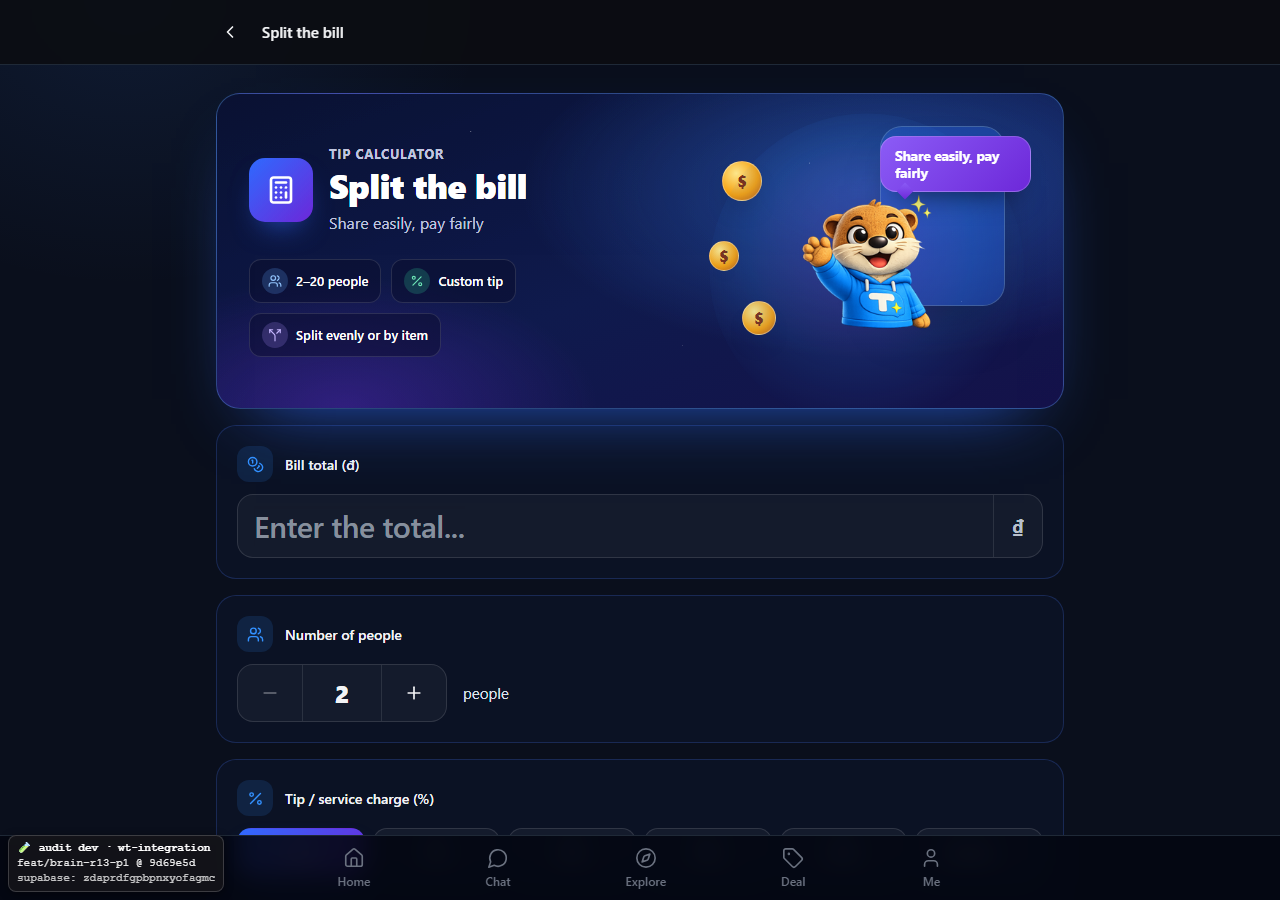 Split the bill
TIP CALCULATOR
Split the bill
Share easily, pay fairly
2–20 people
Custom tip
Split evenly or by item
Share easily, pay
fairly
$
$
$
T
Bill total (đ)
Enter the total...
₫
Number of people
2
people
Tip / service charge (%)
audit dev · wt-integration
feat/brain-r13-p1 @ 9d69e5d
supabase: zdaprdfgpbpnxyofagmc
Home
Chat
Explore
Deal
Me